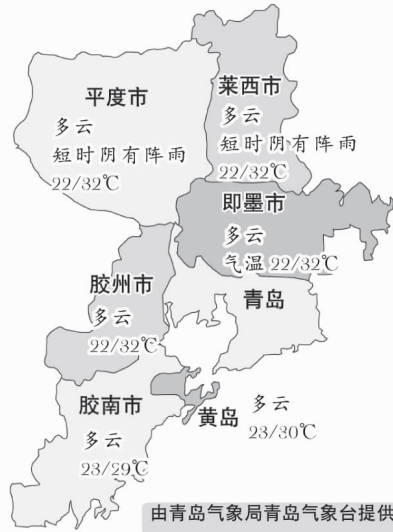 平度市
多云
短时阴有阵雨
22/32℃
莱西市
多云
短时阴有阵雨
22/32℃
即墨市
多云
气温 22/32℃
胶州市
多云
22/32℃
青岛
胶南市
多云
23/29℃
黄岛
多云
23/30℃
由青岛气象局青岛气象台提供